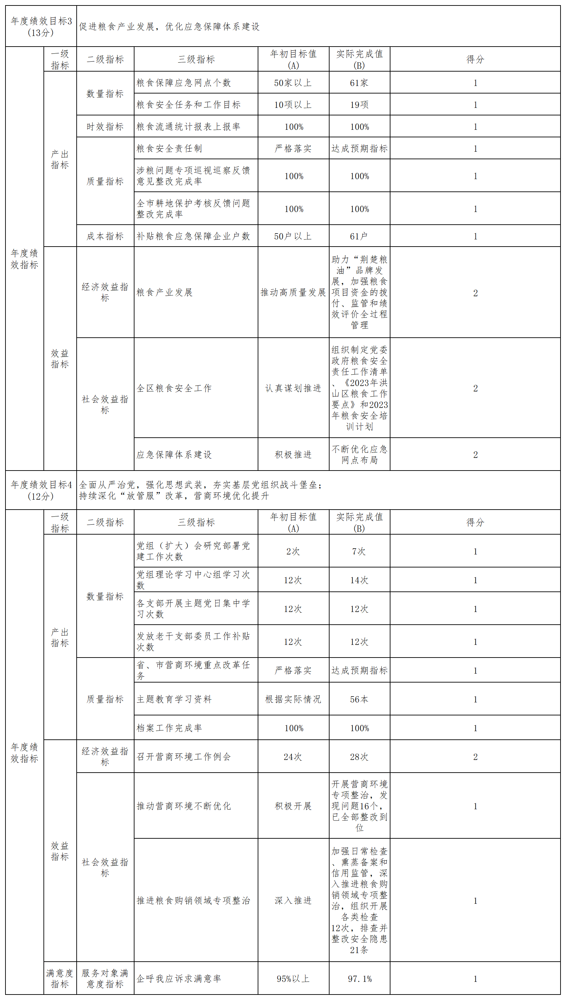 年度绩效目标3
(13分)
促进粮食产业发展，优化应急保障体系建设
年度绩
效指标
一级
指标
二级指标
三级指标
年初目标值
(A)
实际完成值
(B)
得分
产出
指标
数量指标
粮食保障应急网点个数
50家以上
61家
1
粮食安全任务和工作目标
10项以上
19项
1
时效指标
粮食流通统计报表上报率
100%
100%
1
质量指标
粮食安全责任制
严格落实
达成预期指标
1
涉粮问题专项巡视巡察反馈
意见整改完成率
100%
100%
1
全市耕地保护考核反馈问题
整改完成率
100%
100%
1
成本指标
补贴粮食应急保障企业户数
50户以上
61户
1
效益
指标
经济效益指
标
粮食产业发展
推动高质量发展
助力“荆楚粮
油”品牌发
展，加强粮食
项目资金的拨
付、监管和绩
效评价全过程
管理
2
社会效益指
标
全区粮食安全工作
认真谋划推进
组织制定党委
政府粮食安全
责任工作清单
、《2023年洪
山区粮食工作
要点》和2023
年粮食安全培
训计划
2
应急保障体系建设
积极推进
不断优化应急
网点布局
2
年度绩效目标4
(12分)
全面从严治党，强化思想武装，夯实基层党组织战斗堡垒；
持续深化“放管服”改革，营商环境优化提升
年度绩
效指标
一级
指标
二级指标
三级指标
年初目标值
(A)
实际完成值
(B)
得分
产出
指标
数量指标
党组（扩大）会研究部署党
建工作次数
2次
7次
1
党组理论学习中心组学习次
数
12次
14次
1
各支部开展主题党日集中学
习次数
12次
12次
1
发放老干支部委员工作补贴
次数
12次
12次
1
质量指标
省、市营商环境重点改革任
务
严格落实
达成预期指标
1
主题教育学习资料
根据实际情况
56本
1
档案工作完成率
100%
100%
1
效益
指标
经济效益指
标
召开营商环境工作例会
24次
28次
2
社会效益指
标
推动营商环境不断优化
积极开展
开展营商环境
专项整治，发
现问题16个，
已全部整改到
位
1
推进粮食购销领域专项整治
深入推进
加强日常检查
、熏蒸备案和
信用监管，深
入推进粮食购
销领域专项整
治，组织开展
各类检查
12次，排查并
整改安全隐患
21条
1
满意度
指标
服务对象满
意度指标
企呼我应诉求满意率
95%以上
97.1%
1